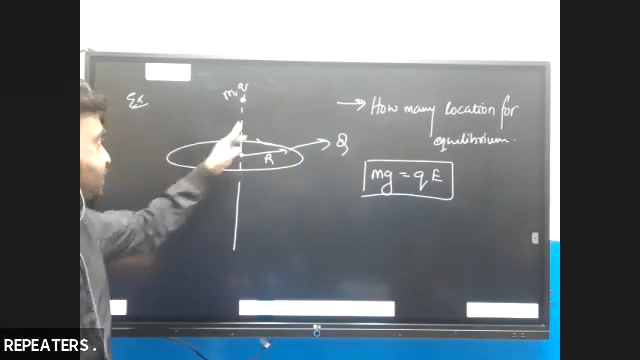 Ex
m, q
→ How many location for
equilibrium.
R
→ Q
mg = qE
REPEATERS.